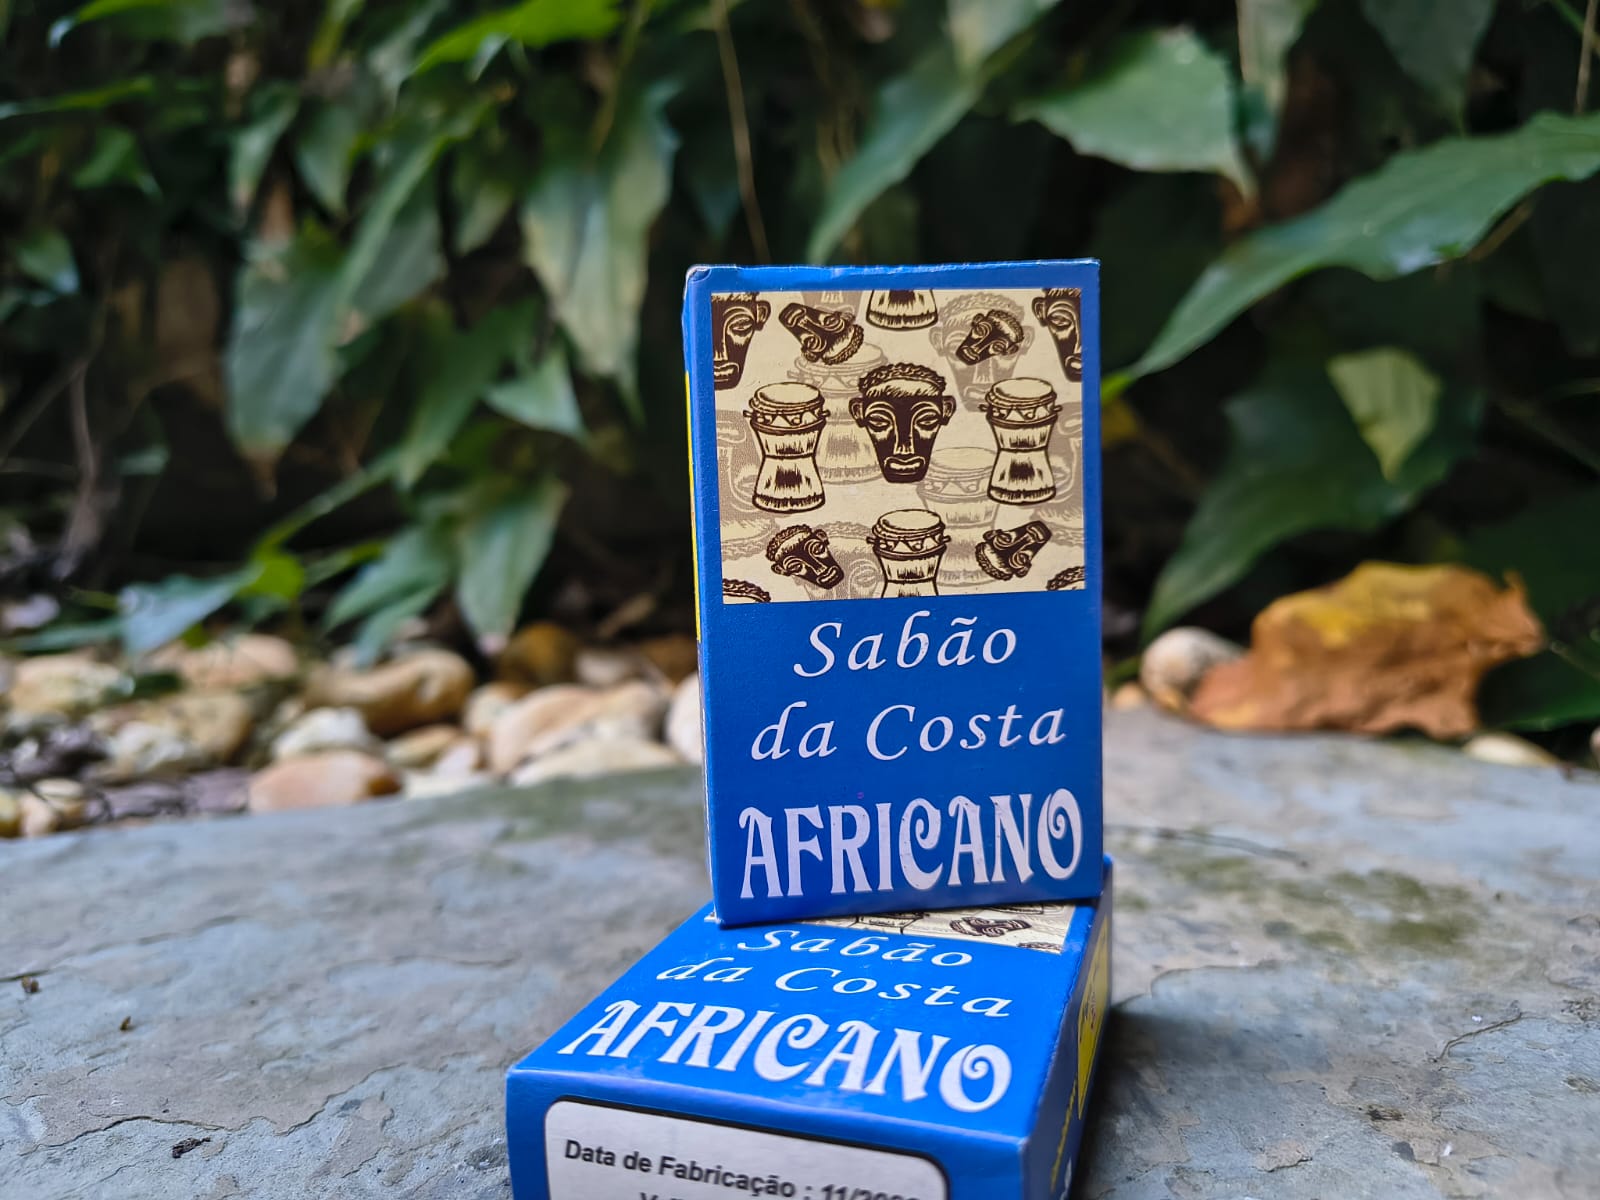 Sabão
da Costa
AFRICANO
Sabão
da Costa
AFRICANO
Data de Fabricação :